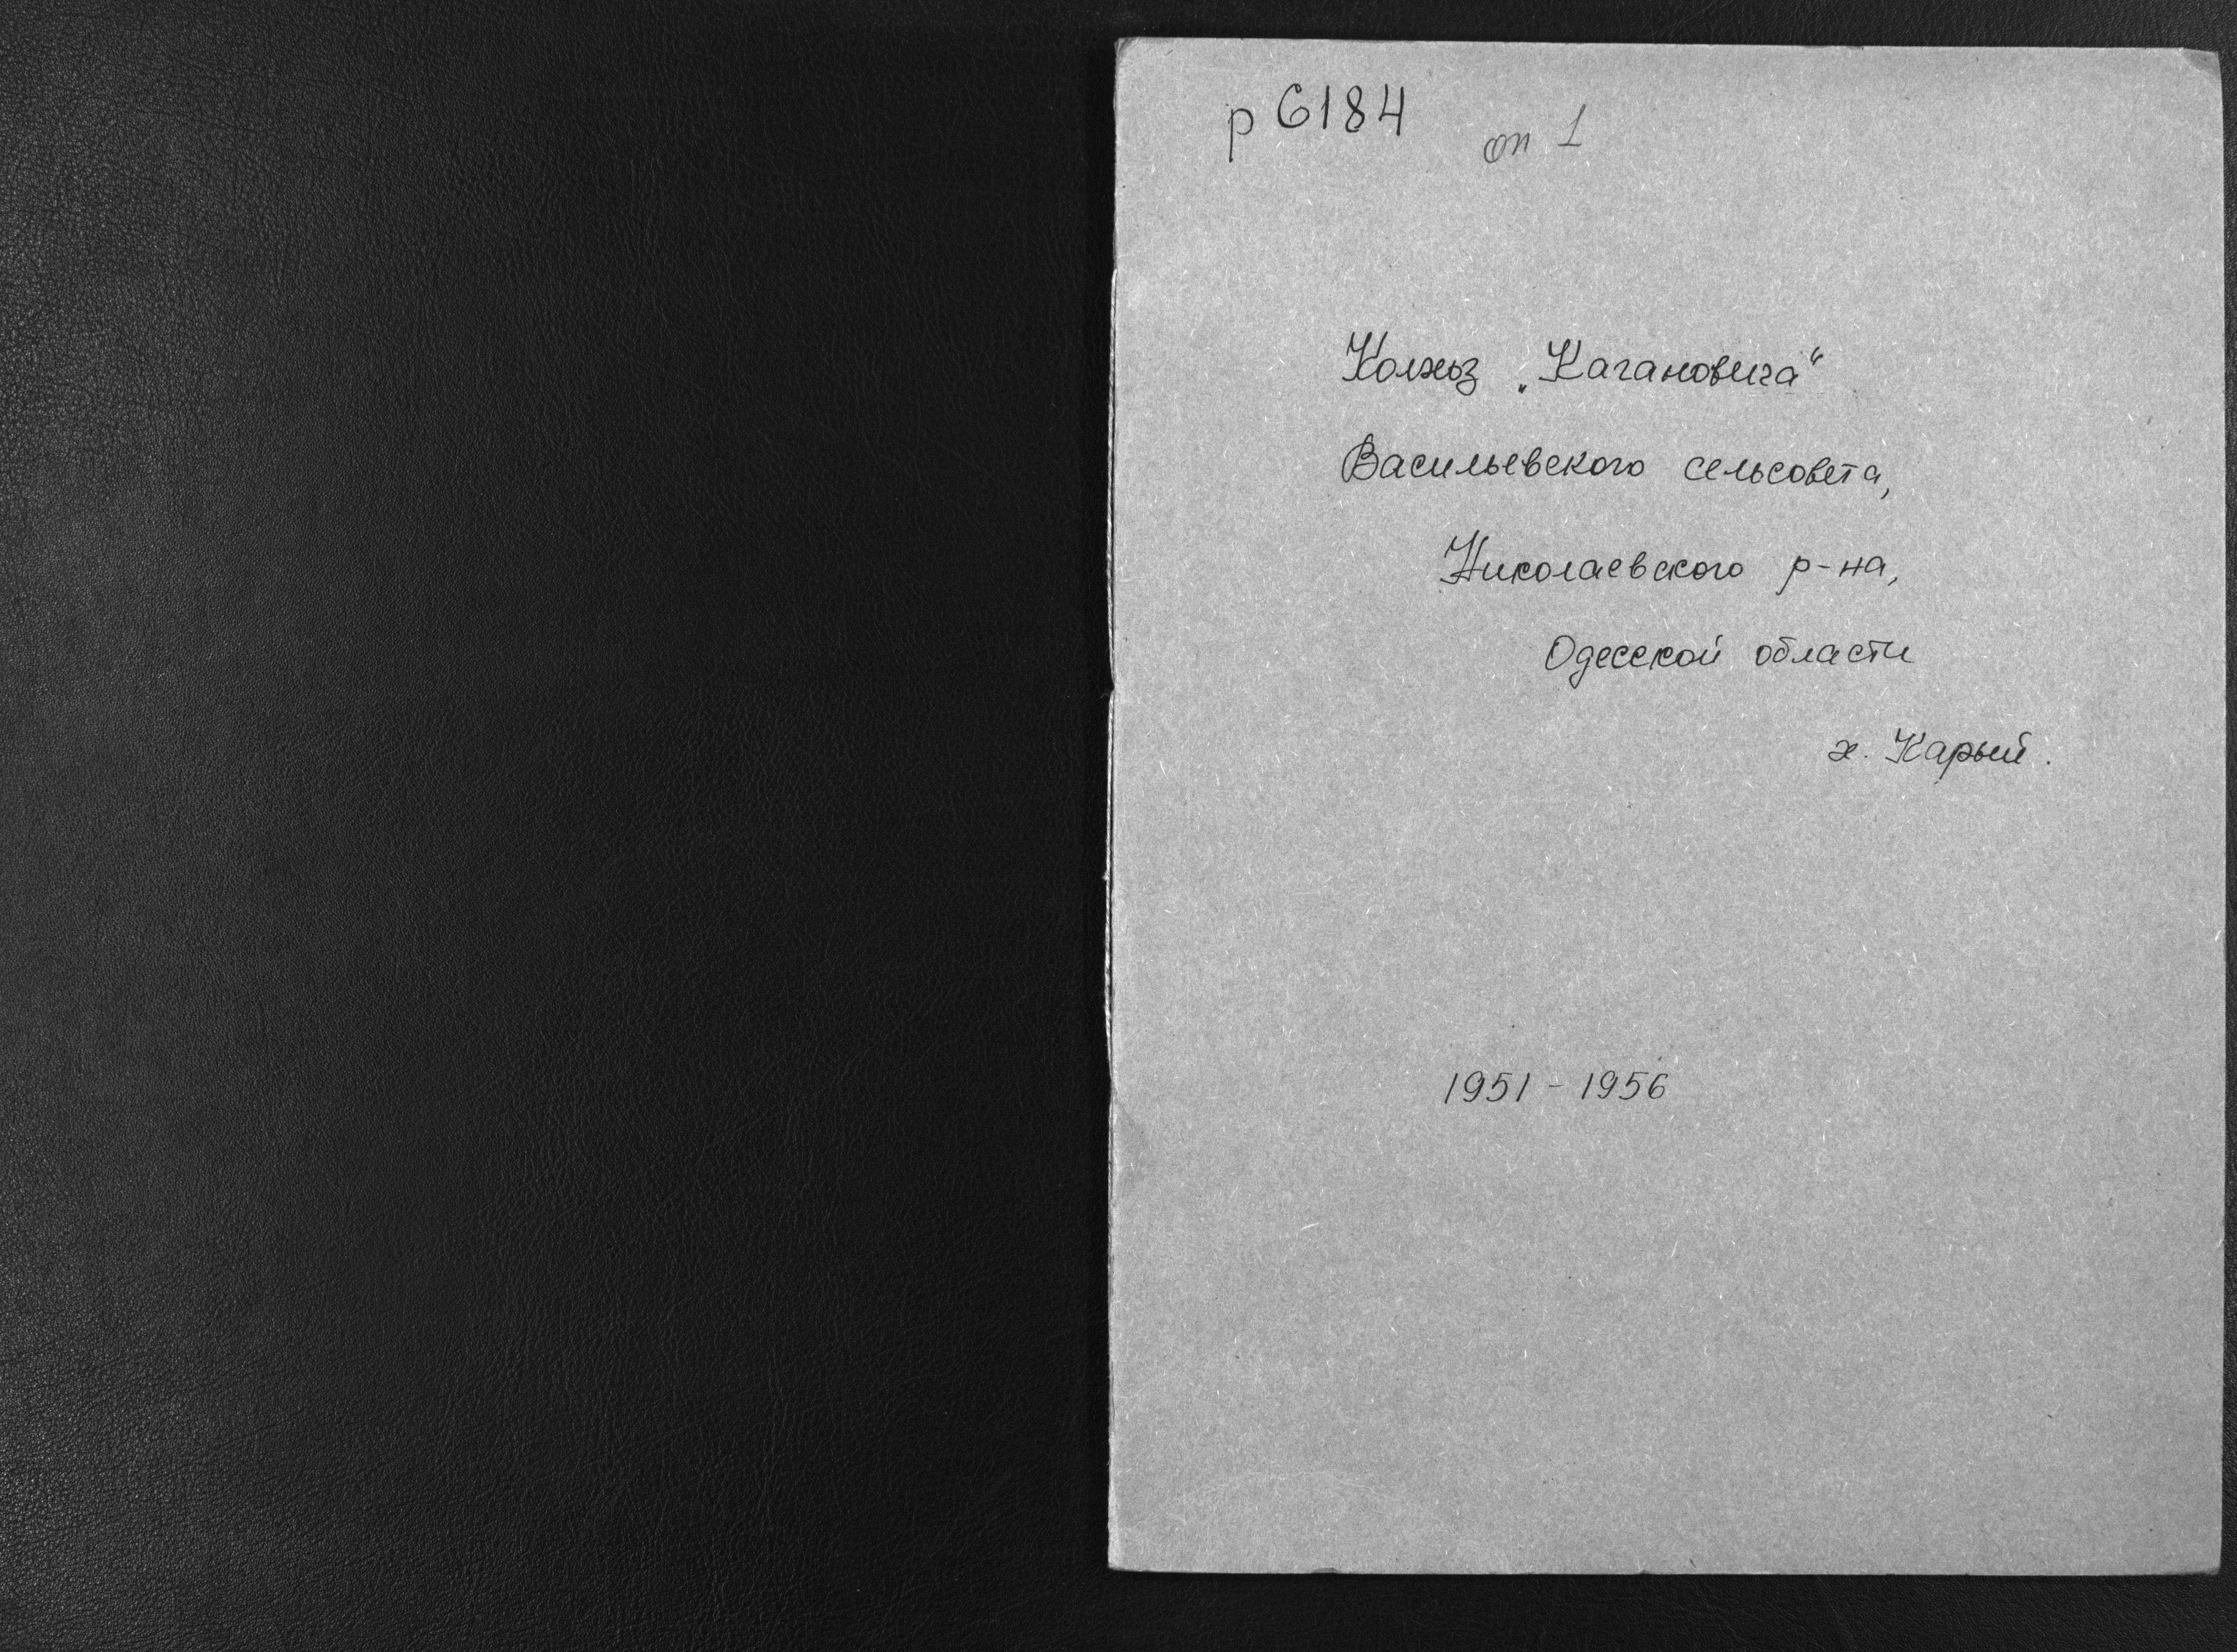 р 6184 оп 1
Колхоз „Кагановича“
Васильевского сельсовета,
Николаевского р-на,
Одесской области
х. Карый.
1951 - 1956